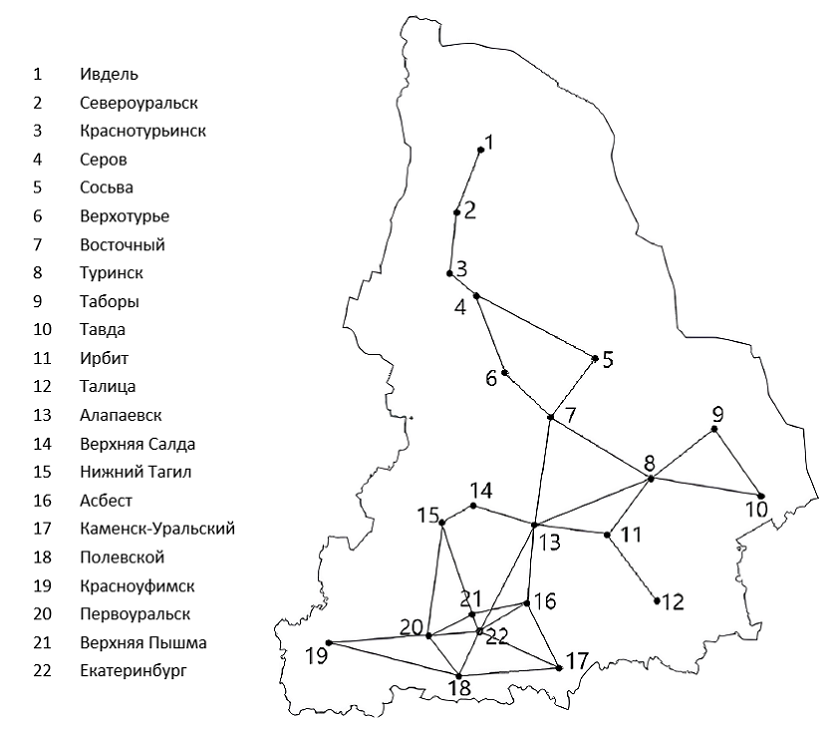 1 Ивдель
2 Североуральск
3 Краснотурьинск
4 Серов
5 Сосьва
6 Верхотурье
7 Восточный
8 Туринск
9 Таборы
10 Тавда
11 Ирбит
12 Талица
13 Алапаевск
14 Верхняя Салда
15 Нижний Тагил
16 Асбест
17 Каменск-Уральский
18 Полевской
19 Красноуфимск
20 Первоуральск
21 Верхняя Пышма
22 Екатеринбург
1
2
3
4
5
6
7
9
8
14
10
15
13
11
21
16
12
20
22
19
17
18